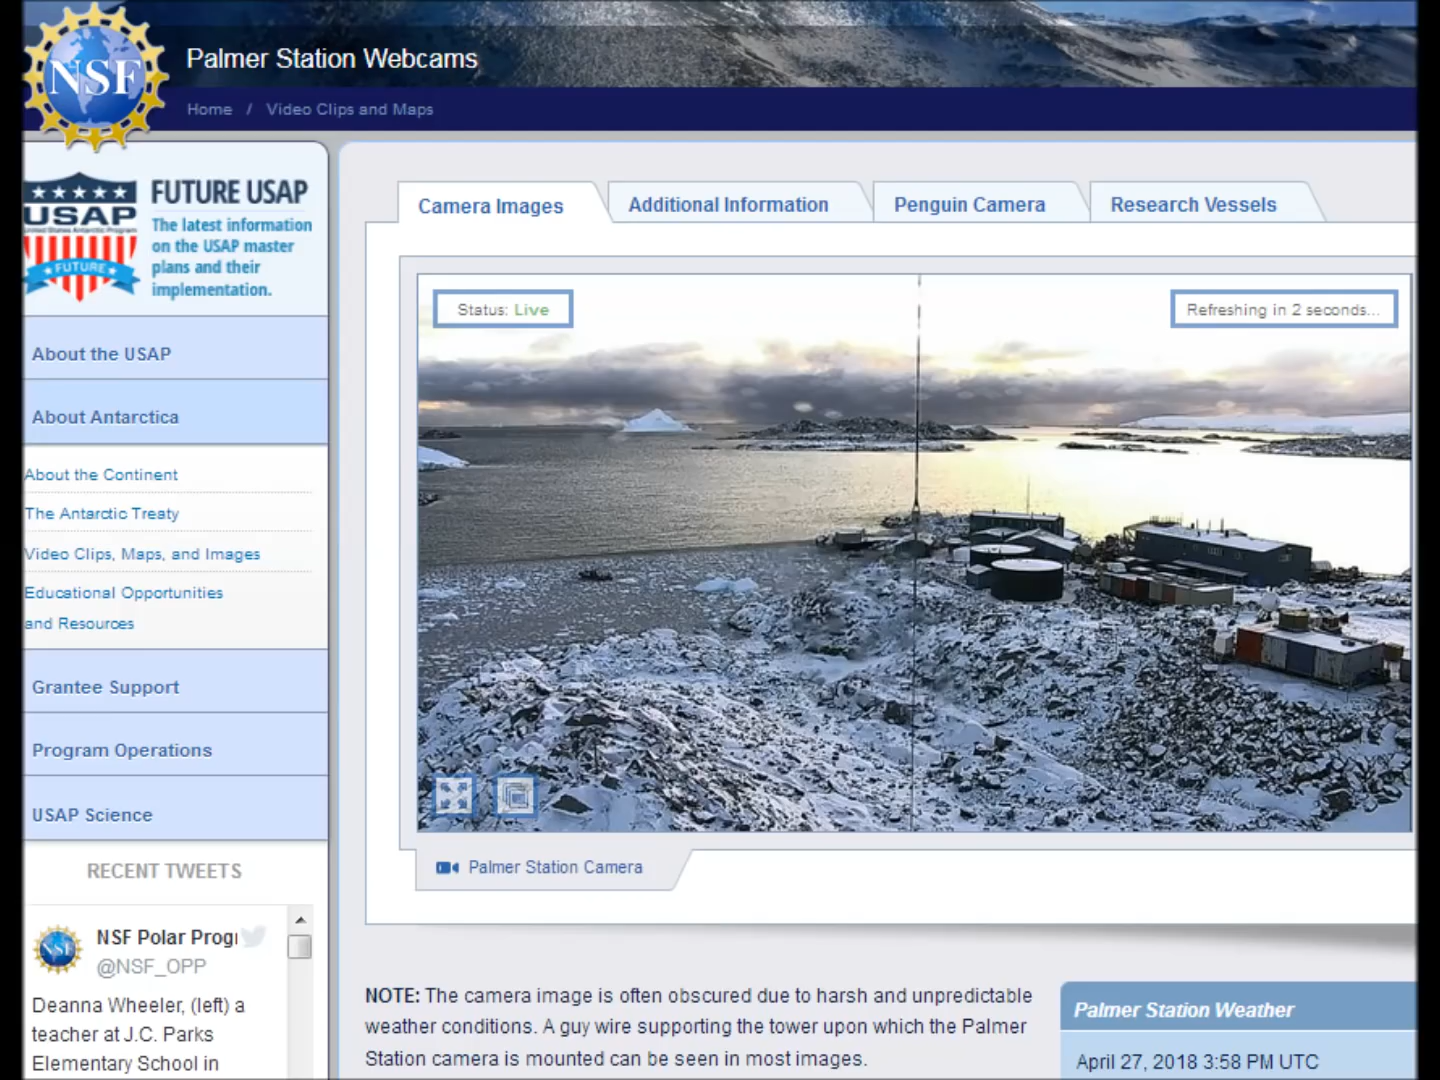 NSF
Palmer Station Webcams
Home / Video Clips and Maps
USAP
United States Antarctic Program
FUTURE
FUTURE USAP
The latest information
on the USAP master
plans and their
implementation.
Camera Images
Additional Information
Penguin Camera
Research Vessels
Status: Live
Refreshing in 2 seconds...
About the USAP
About Antarctica
About the Continent
The Antarctic Treaty
Video Clips, Maps, and Images
Educational Opportunities
and Resources
Grantee Support
Program Operations
USAP Science
Palmer Station Camera
RECENT TWEETS
NSF
NSF Polar Progr
@NSF_OPP
Deanna Wheeler, (left) a
teacher at J.C. Parks
Elementary School in
NOTE: The camera image is often obscured due to harsh and unpredictable
weather conditions. A guy wire supporting the tower upon which the Palmer
Station camera is mounted can be seen in most images.
Palmer Station Weather
April 27, 2018 3:58 PM UTC